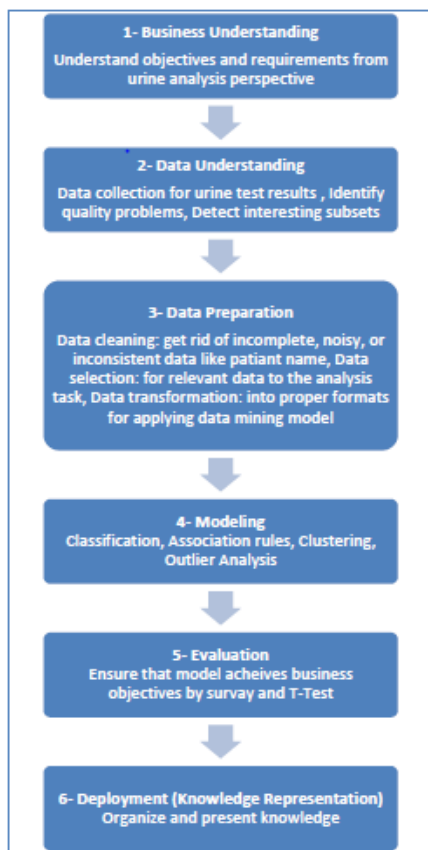 1- Business Understanding
Understand objectives and requirements from
urine analysis perspective
2- Data Understanding
Data collection for urine test results , Identify
quality problems, Detect interesting subsets
3- Data Preparation
Data cleaning: get rid of incomplete, noisy, or
inconsistent data like patiant name, Data
selection: for relevant data to the analysis
task, Data transformation: into proper formats
for applying data mining model
4- Modeling
Classification, Association rules, Clustering,
Outlier Analysis
5- Evaluation
Ensure that model acheives business
objectives by survay and T-Test
6- Deployment (Knowledge Representation)
Organize and present knowledge